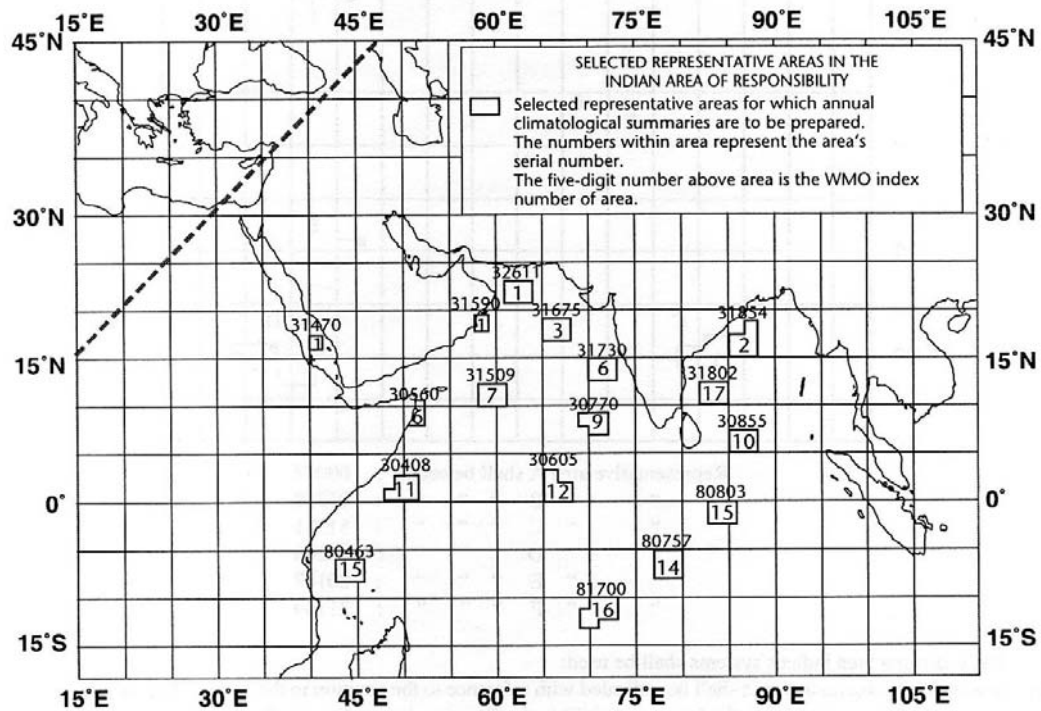 15°E 30°E 45°E 60°E 75°E 90°E 105°E
45°N 45°N
SELECTED REPRESENTATIVE AREAS IN THE
INDIAN AREA OF RESPONSIBILITY
Selected representative areas for which annual
climatological summaries are to be prepared.
The numbers within area represent the area's
serial number.
The five-digit number above area is the WMO index
number of area.
30°N 30°N
32611
31590 31675 31854
1 3 2
31470
1
15°N 31730 15°N
6
31509 31802
7 17
30560 30770 30855
6 9 10
30408 30605
11 12
0° 80803 0°
15
80463 80757
15 14
81700
16
15°S 15°S
15°E 30°E 45°E 60°E 75°E 90°E 105°E